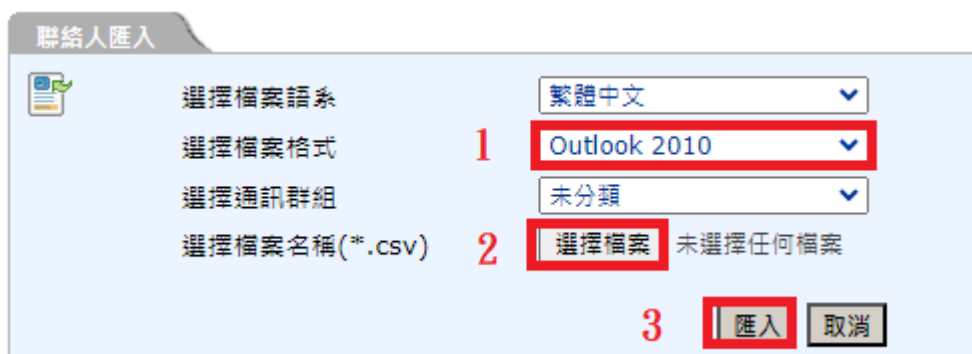 聯絡人匯入
選擇檔案語系 繁體中文
選擇檔案格式 1 Outlook 2010
選擇通訊群組 未分類
選擇檔案名稱(*.csv) 2 選擇檔案 未選擇任何檔案
3 匯入 取消